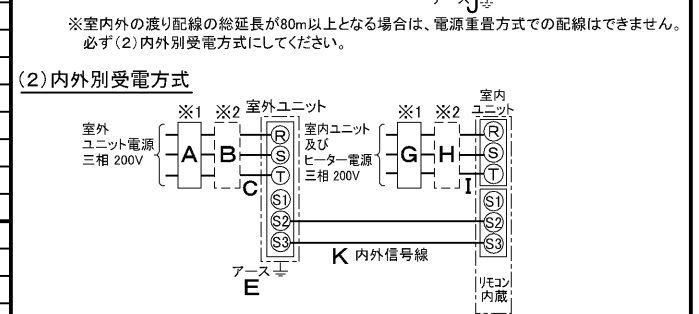 アース
J
※室内外の渡り配線の総延長が80m以上となる場合は、電源重畳方式での配線はできません。
必ず(2)内外別受電方式にしてください。
(2)内外別受電方式
※1 ※2 室外ユニット
室外
ユニット電源
三相 200V
A B C
R
S
T
S1
S2
S3
アース
E
室内ユニット
及び
ヒーター電源
三相 200V
※1 ※2
G H I
室内
ユニット
R
S
T
S1
S2
S3
K 内外信号線
リモコン
内蔵